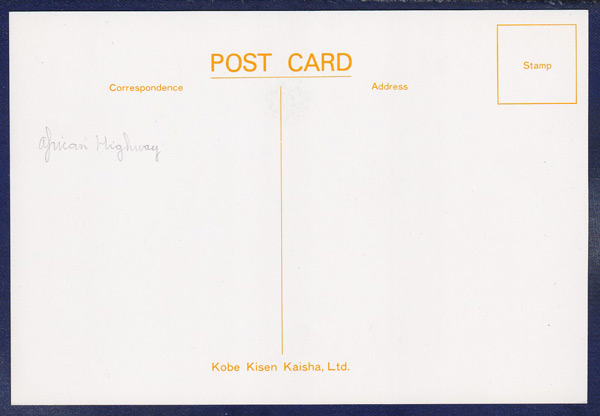 POST CARD
Correspondence
Address
Stamp
African Highway
Kobe Kisen Kaisha, Ltd.